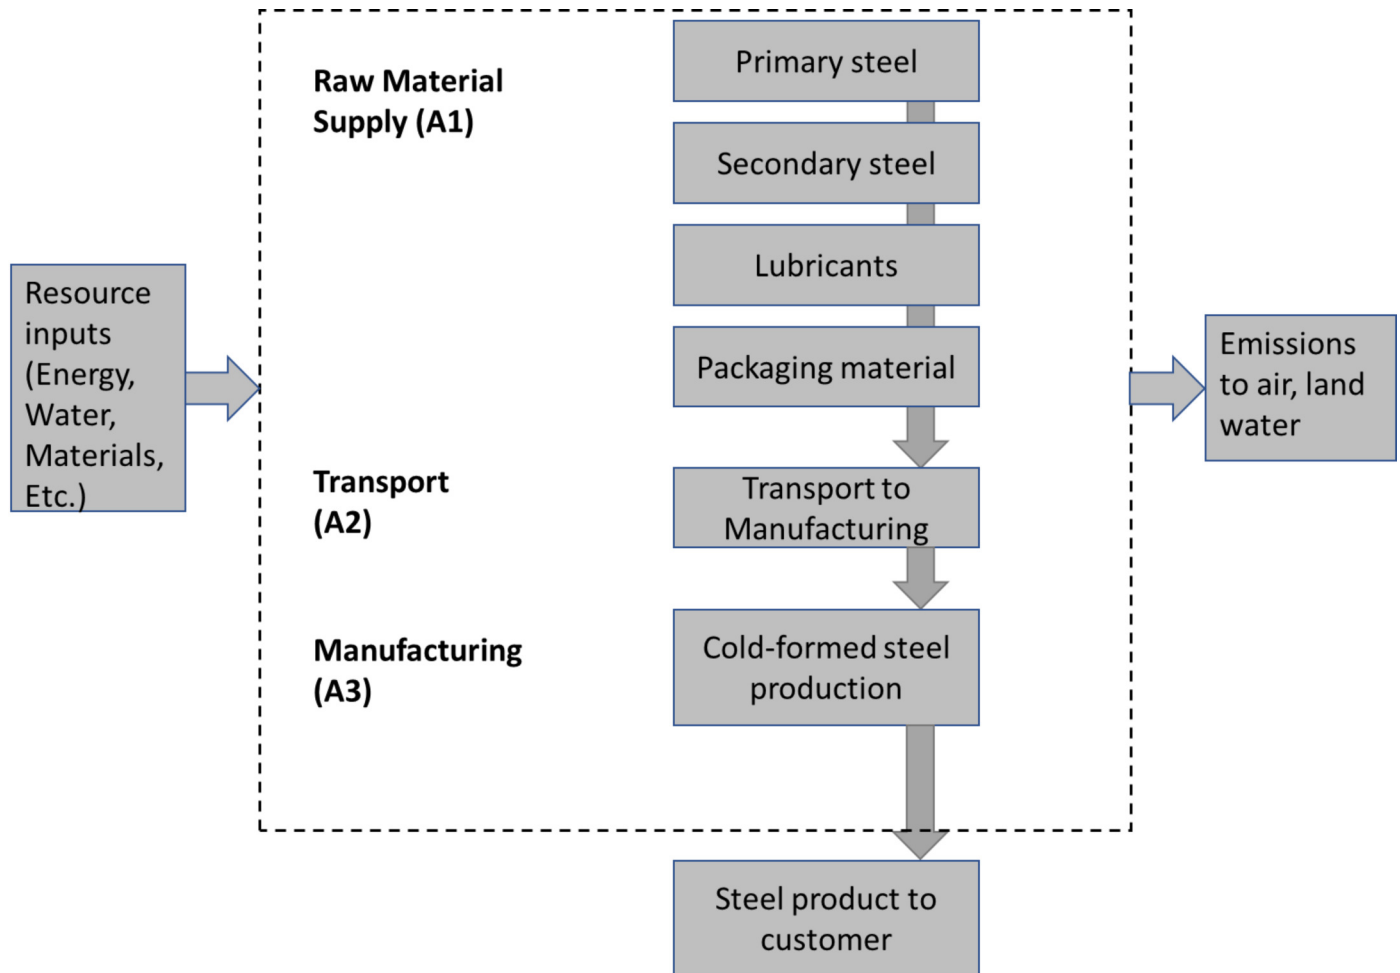 Raw Material
Supply (A1)
Primary steel
Secondary steel
Lubricants
Packaging material
Resource
inputs
(Energy,
Water,
Materials,
Etc.)
Emissions
to air, land
water
Transport
(A2)
Transport to
Manufacturing
Manufacturing
(A3)
Cold-formed steel
production
Steel product to
customer